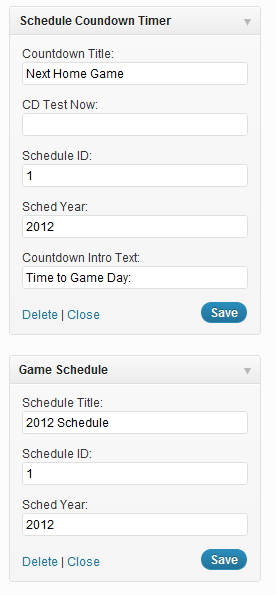 Schedule Coundown Timer
Countdown Title:
Next Home Game
CD Test Now:
Schedule ID:
1
Sched Year:
2012
Countdown Intro Text:
Time to Game Day:
Delete | Close
Save
Game Schedule
Schedule Title:
2012 Schedule
Schedule ID:
1
Sched Year:
2012
Delete | Close
Save